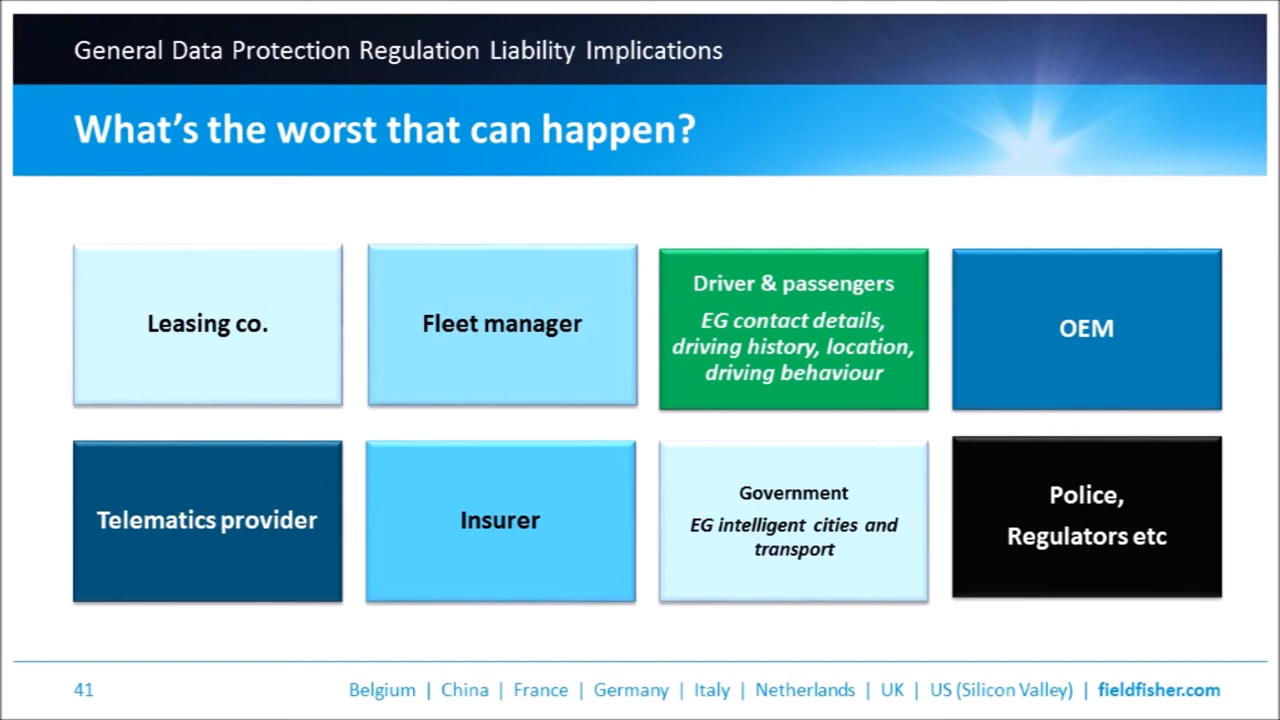 General Data Protection Regulation Liability Implications
What's the worst that can happen?
Leasing co.
Fleet manager
Driver & passengers
EG contact details,
driving history, location,
driving behaviour
OEM
Telematics provider
Insurer
Government
EG intelligent cities and
transport
Police,
Regulators etc
41
Belgium | China | France | Germany | Italy | Netherlands | UK | US (Silicon Valley) | fieldfisher.com